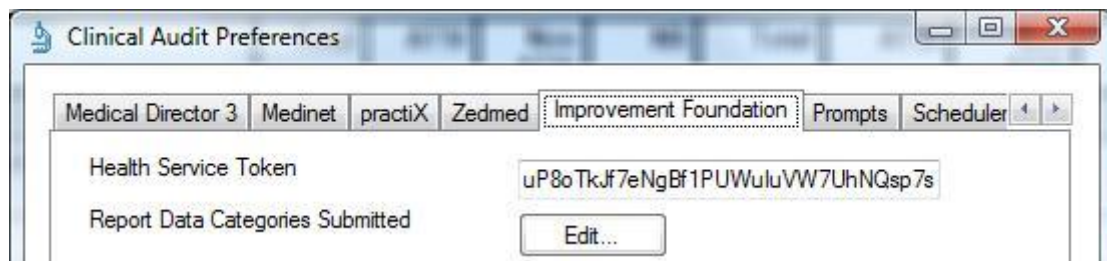 Clinical Audit Preferences
Medical Director 3 Medinet practiX Zedmed Improvement Foundation Prompts Scheduler
Health Service Token uP8oTkJf7eNgBf1PUWuluVW7UhNQsp7s
Report Data Categories Submitted Edit...